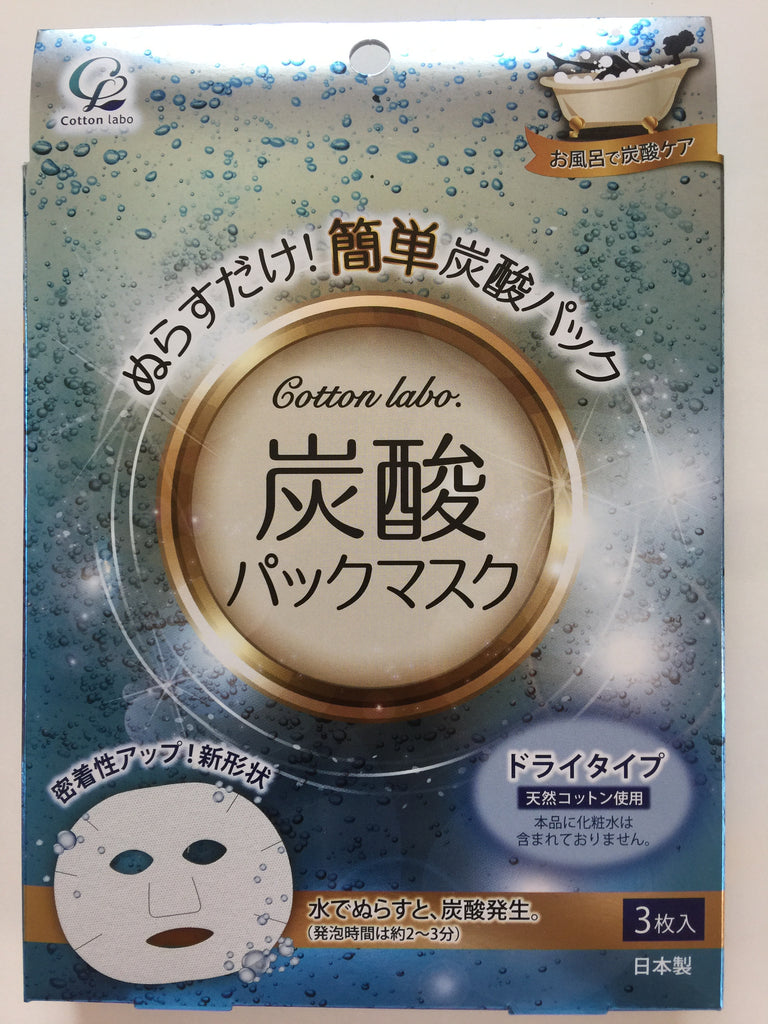 Cotton labo
お風呂で炭酸ケア
ぬらすだけ!簡単炭酸パック
Cotton labo.
炭酸
パックマスク
密着性アップ!新形状
ドライタイプ
天然コットン使用
本品に化粧水は
含まれておりません。
水でぬらすと、炭酸発生。
(発泡時間は約2〜3分)
3枚入
日本製